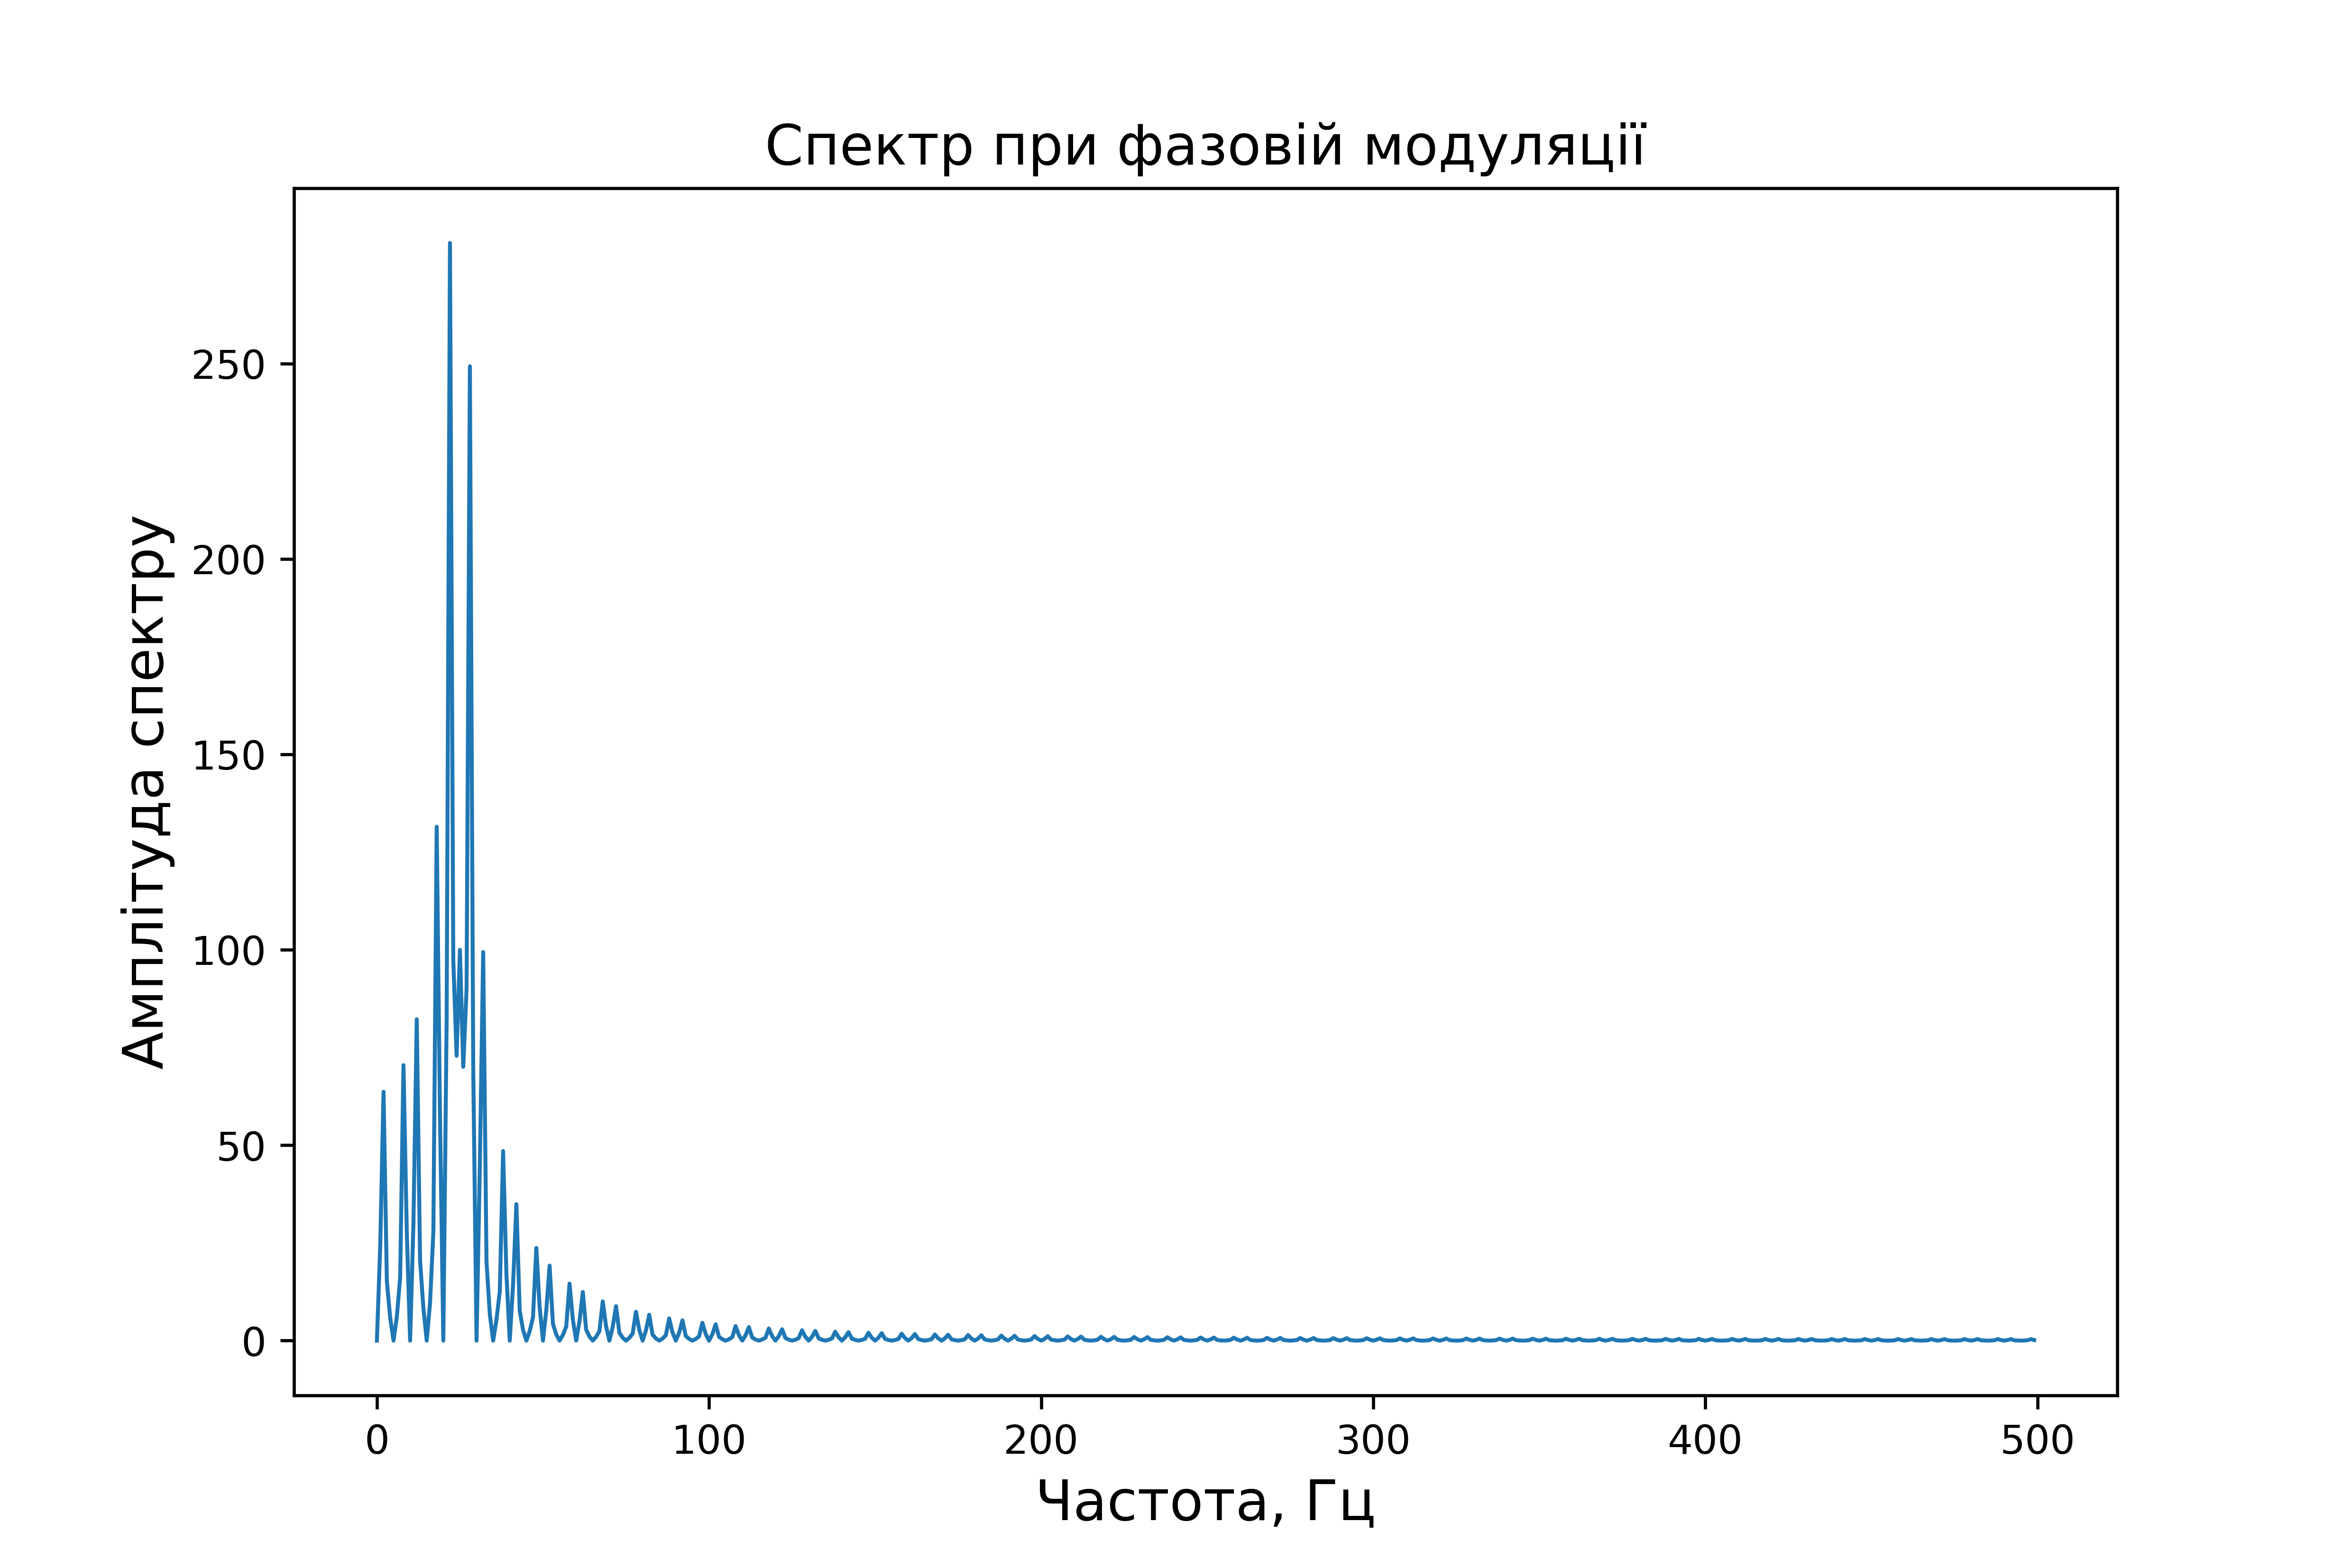 Спектр при фазовій модуляції
Амплітуда спектру
250
200
150
100
50
0
0 100 200 300 400 500
Частота, Гц